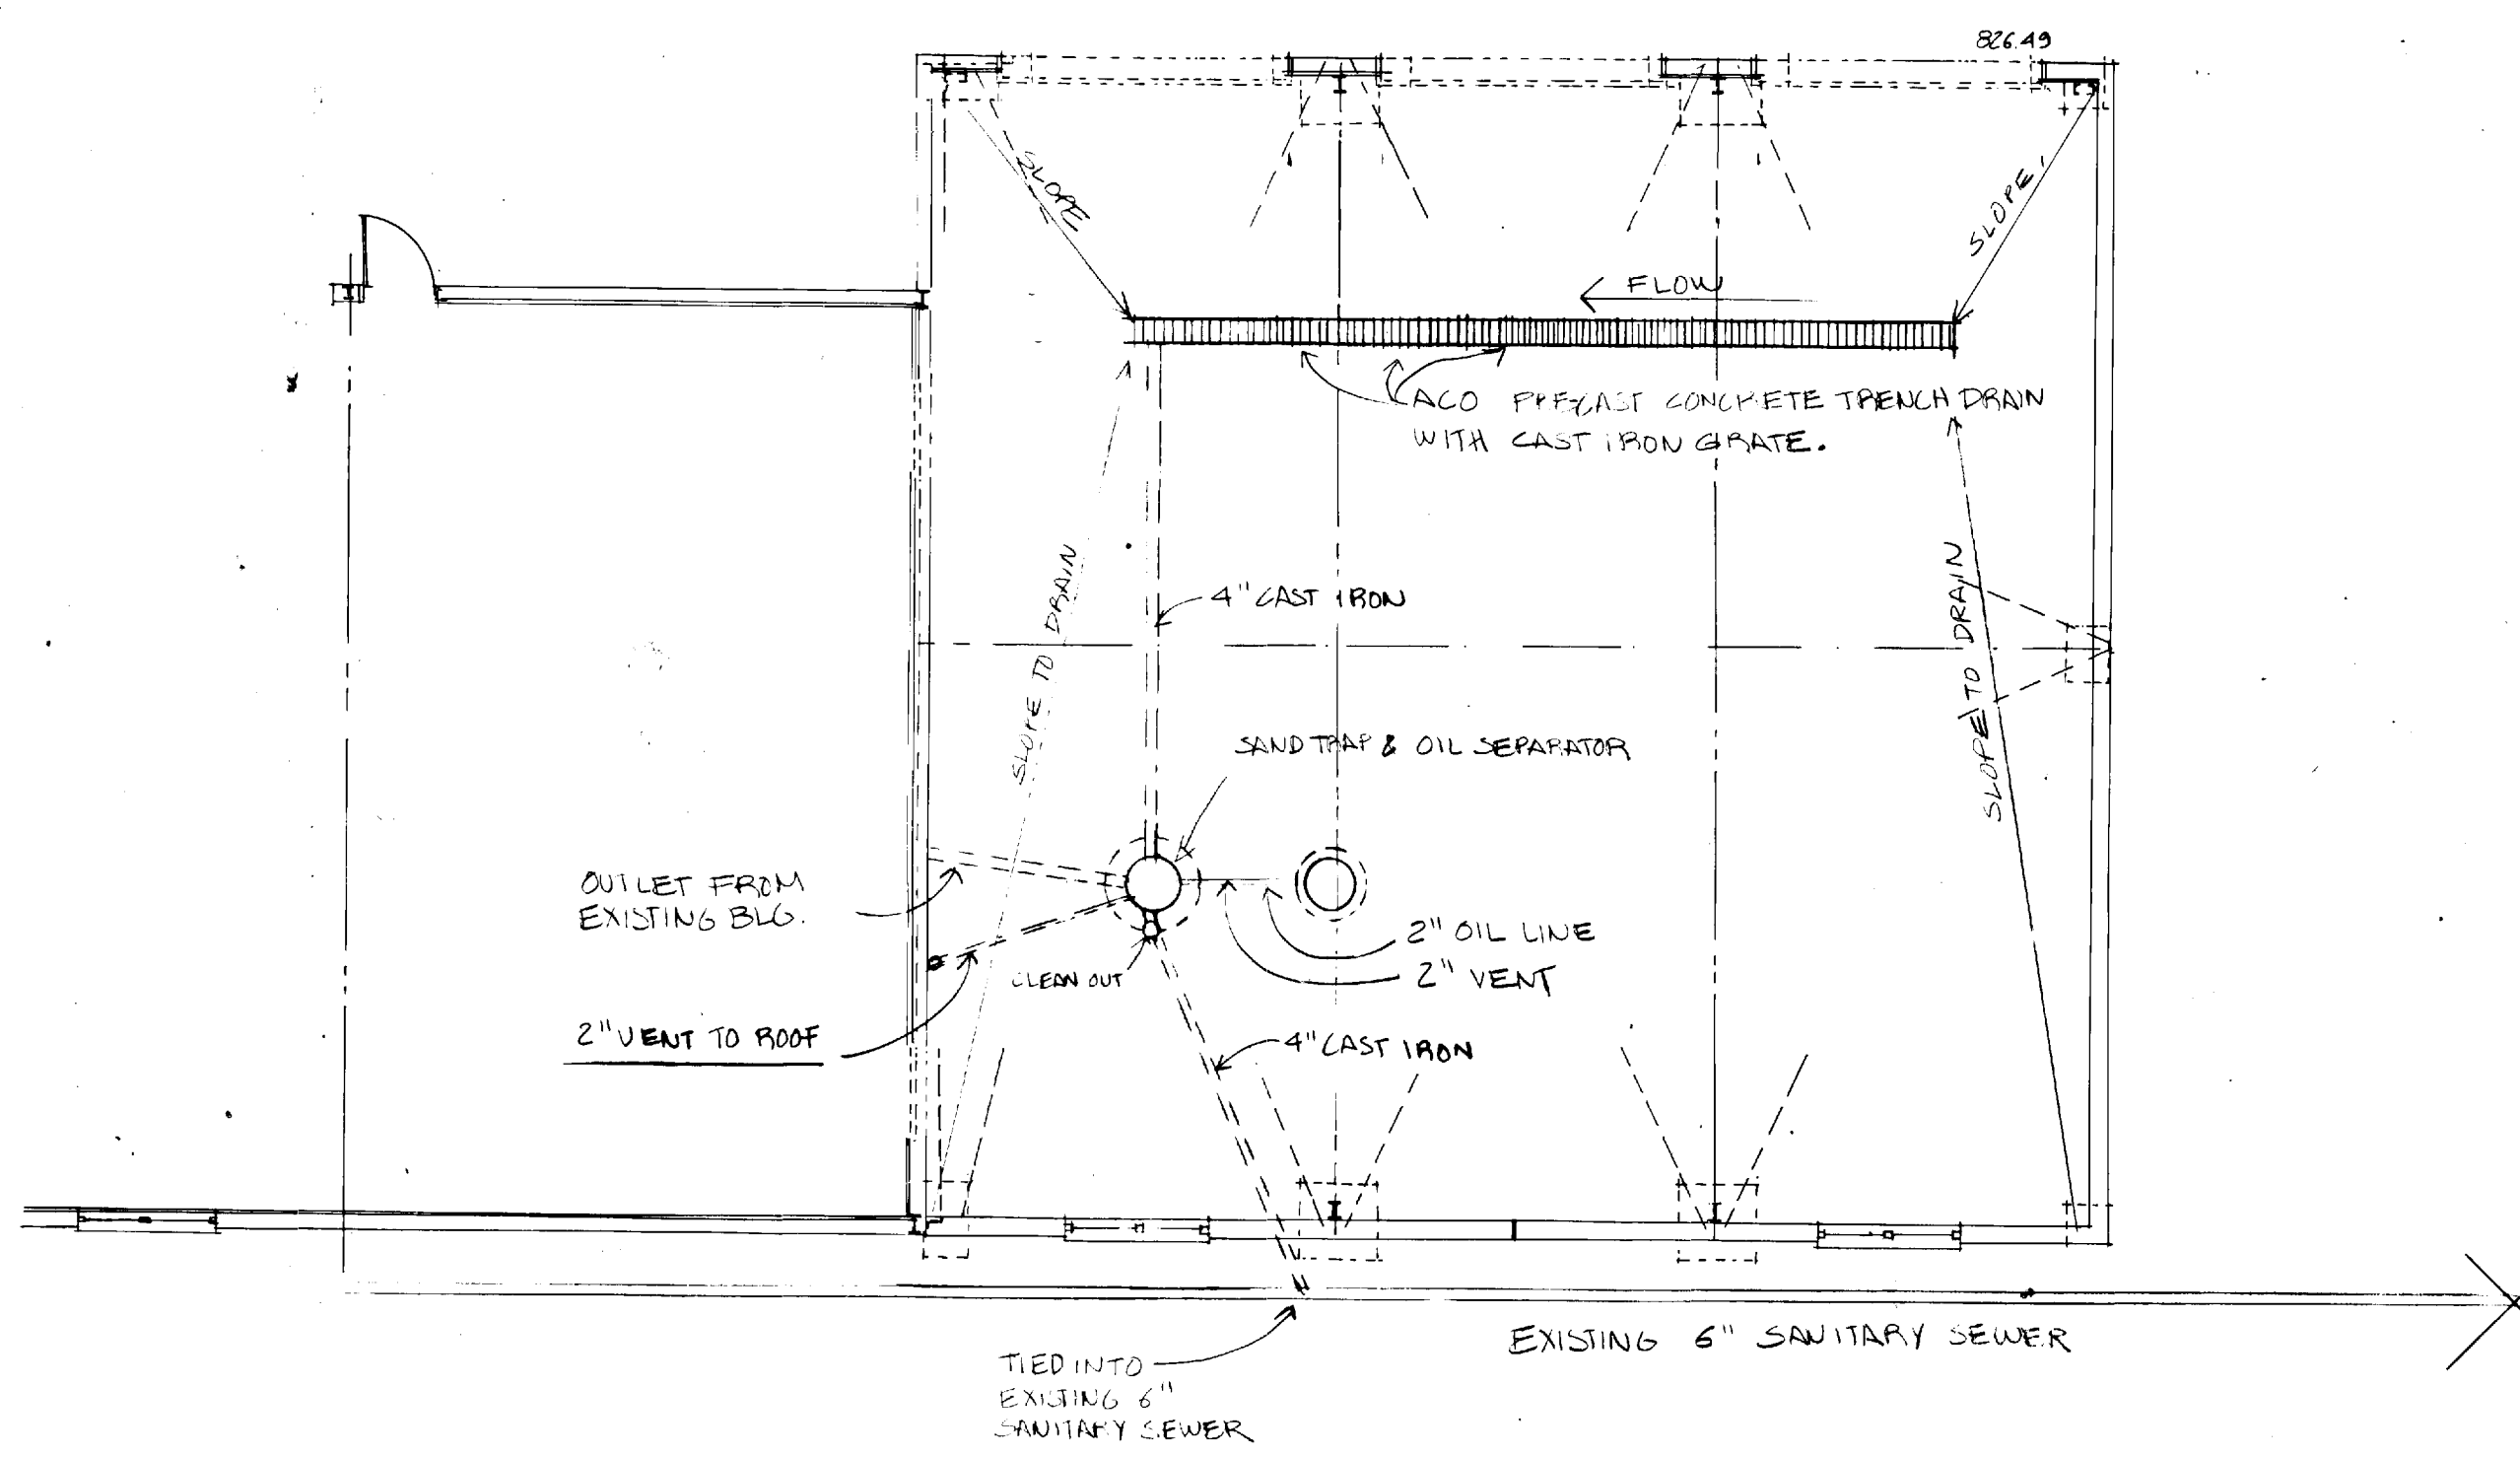 826.49
SLOPE
SLOPE
FLOW
ACO PRE-CAST CONCRETE TRENCH DRAIN
WITH CAST IRON GRATE.
4" CAST IRON
SLOPE TO DRAIN
SLOPE TO DRAIN
SAND TRAP & OIL SEPARATOR
OUTLET FROM
EXISTING BLG.
2" OIL LINE
2" VENT
CLEAN OUT
2" VENT TO ROOF
4" CAST IRON
EXISTING 6" SANITARY SEWER
TIED INTO
EXISTING 6"
SANITARY SEWER